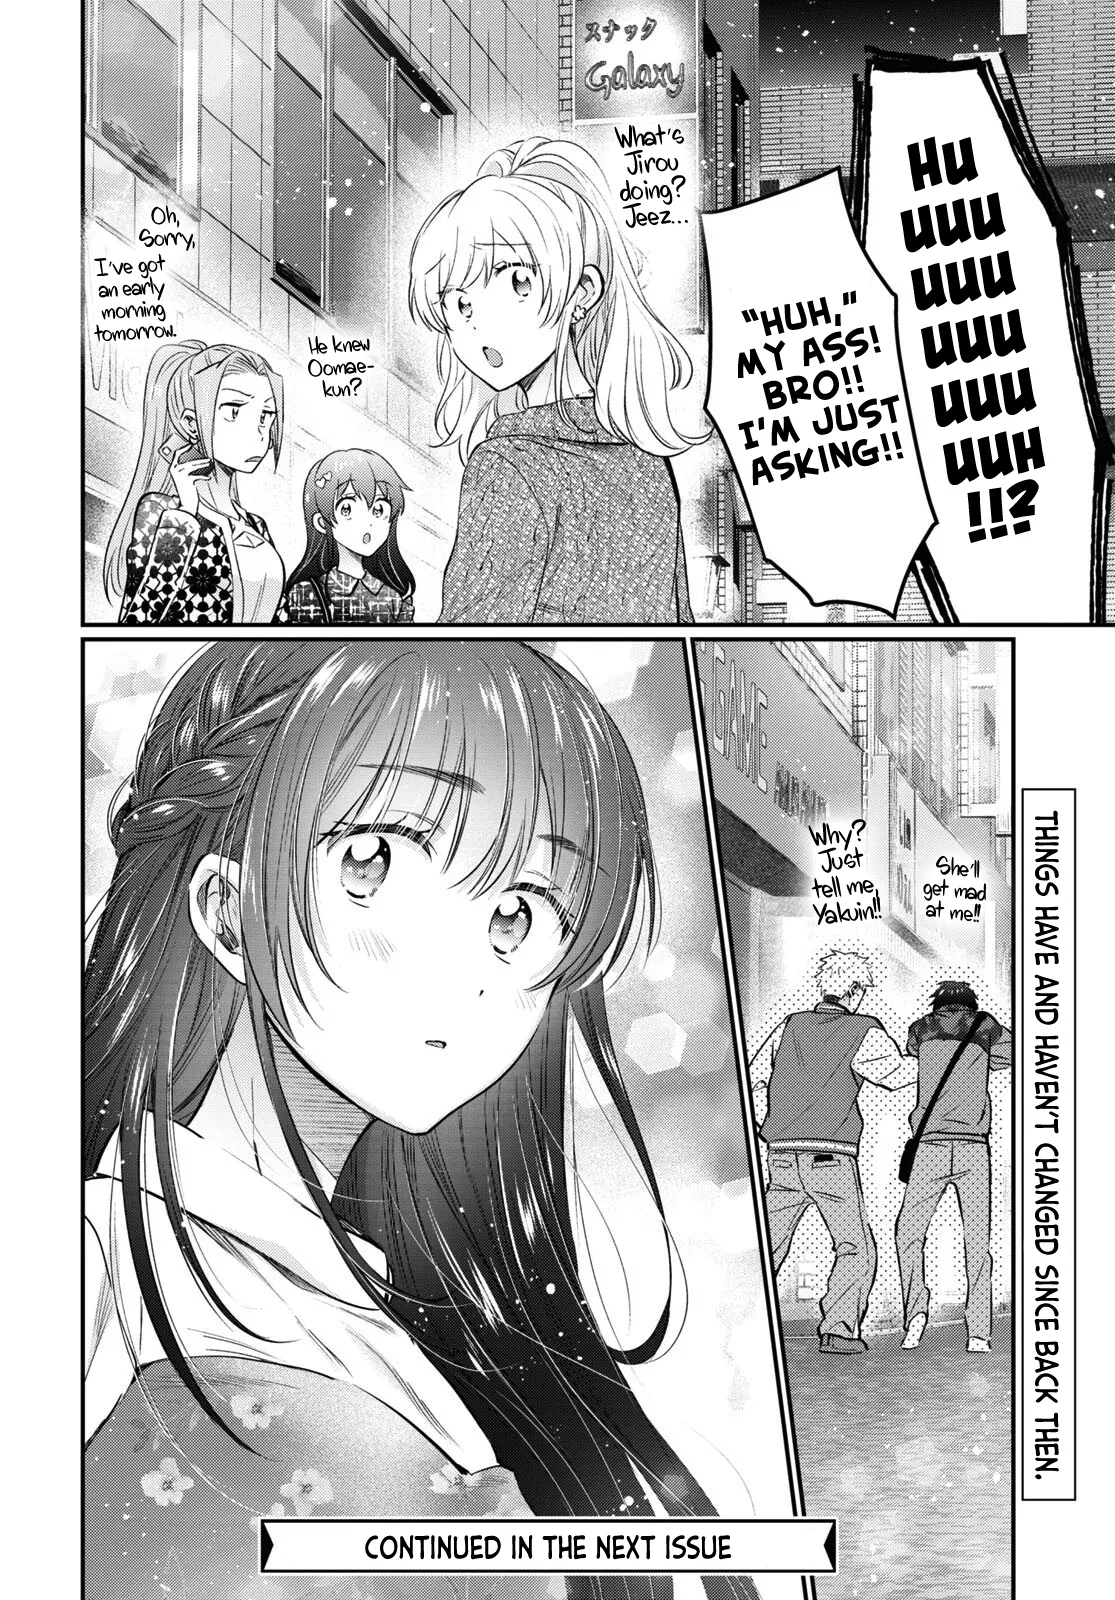 Hu
uuu
uuu
uuu
uuu
uuh
!!?
"HUH,"
MY ASS!
BRO!!
I'M JUST
ASKING!!
スナック
Galaxy
What's
Jirou
doing?
Jeez...
He knew
Oomae-
kun?
Oh,
Sorry,
I've got
an early
morning
tomorrow.
GAME
She'll
get mad
at me!!
Why?
Just
tell me,
Yakuin!!
THINGS HAVE AND HAVEN'T CHANGED SINCE BACK THEN.
CONTINUED IN THE NEXT ISSUE